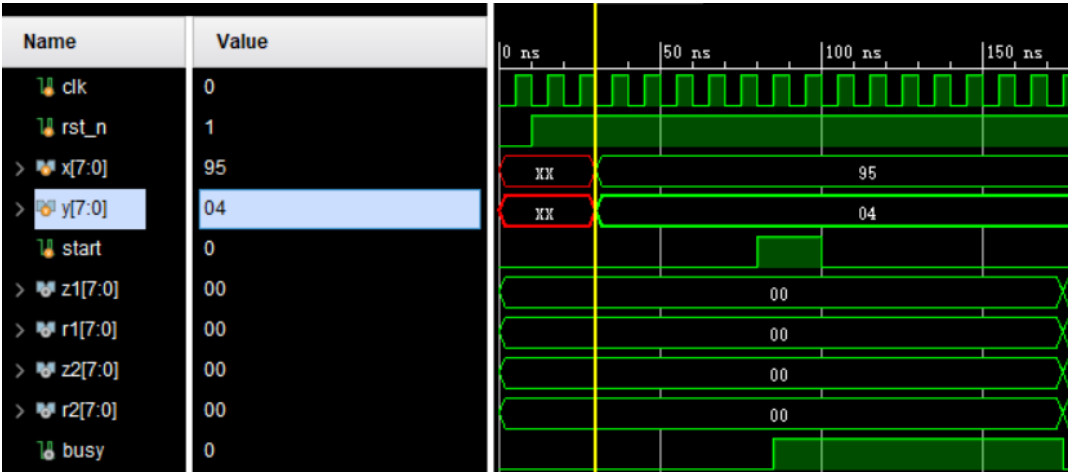 Name Value
0 ns 50 ns 100 ns 150 ns
clk 0
rst_n 1
x[7:0] 95 XX 95
y[7:0] 04 XX 04
start 0
z1[7:0] 00 00
r1[7:0] 00 00
z2[7:0] 00 00
r2[7:0] 00 00
busy 0